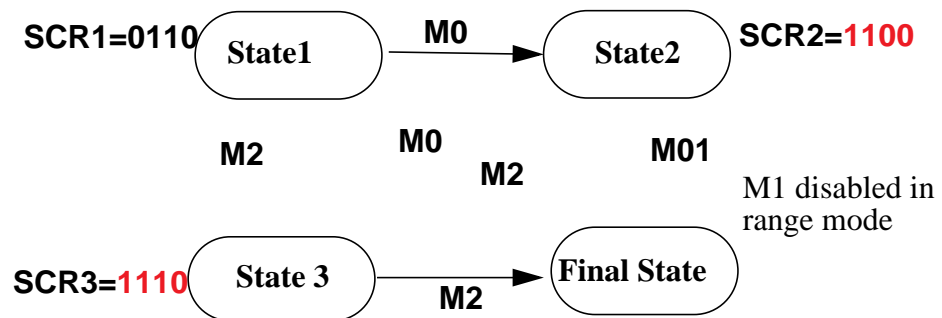 SCR1=0110 State1 M0 State2 SCR2=1100
M2 M0 M01
M2
M1 disabled in
range mode
SCR3=1110 State 3 M2 Final State